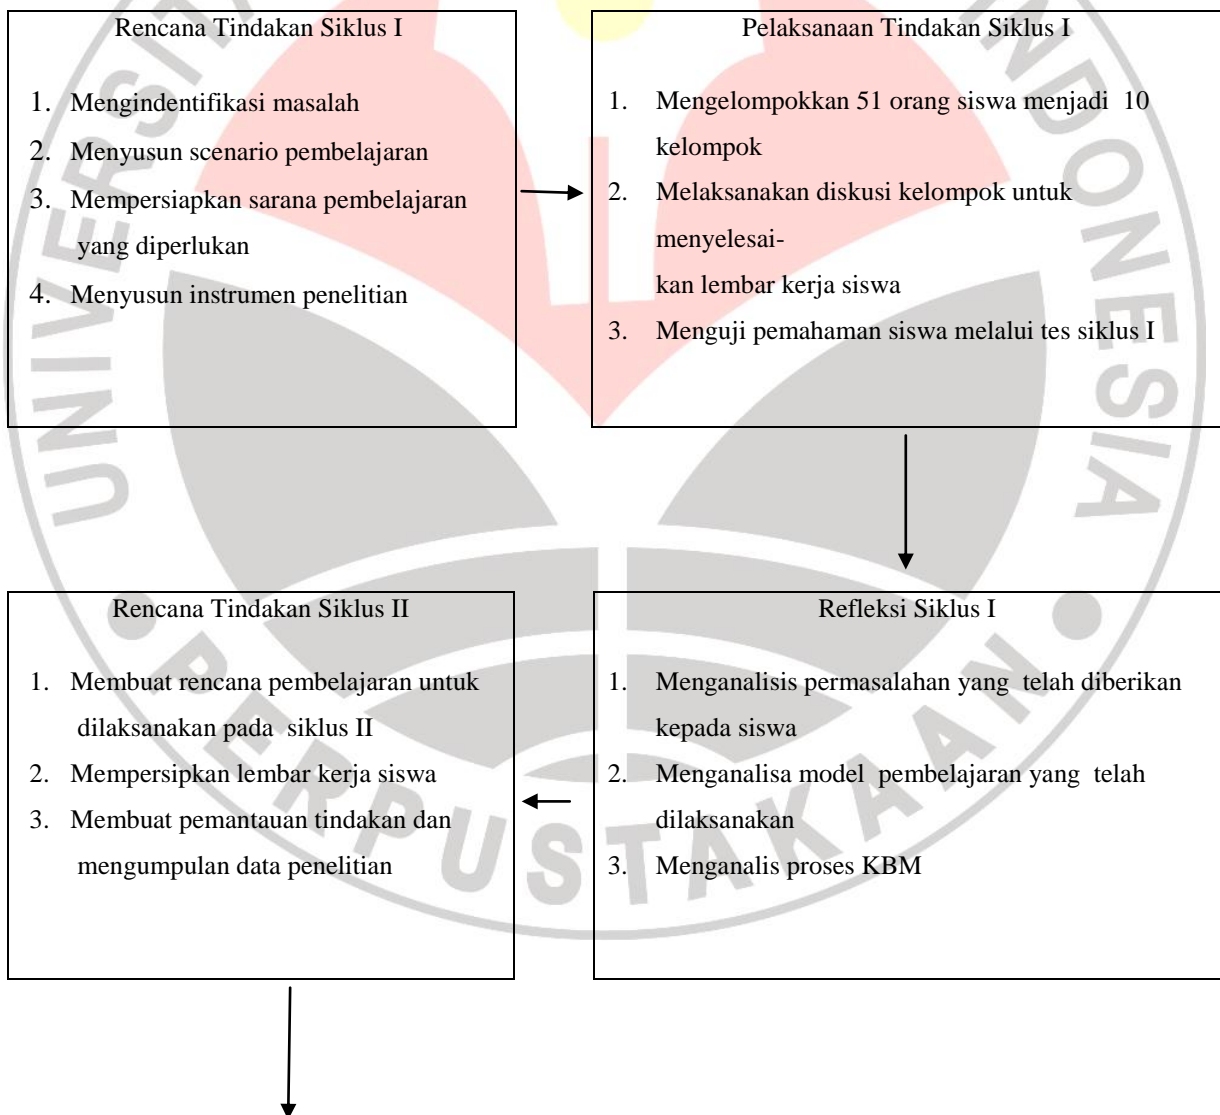 Rencana Tindakan Siklus I
1. Mengindentifikasi masalah
2. Menyusun scenario pembelajaran
3. Mempersiapkan sarana pembelajaran
yang diperlukan
4. Menyusun instrumen penelitian
Pelaksanaan Tindakan Siklus I
1. Mengelompokkan 51 orang siswa menjadi 10
kelompok
2. Melaksanakan diskusi kelompok untuk
menyelesai-
kan lembar kerja siswa
3. Menguji pemahaman siswa melalui tes siklus I
Refleksi Siklus I
1. Menganalisis permasalahan yang telah diberikan
kepada siswa
2. Menganalisa model pembelajaran yang telah
dilaksanakan
3. Menganalis proses KBM
Rencana Tindakan Siklus II
1. Membuat rencana pembelajaran untuk
dilaksanakan pada siklus II
2. Mempersipkan lembar kerja siswa
3. Membuat pemantauan tindakan dan
mengumpulan data penelitian
UNIVERSITA
INDONESIA
PERPUSTAKAAN